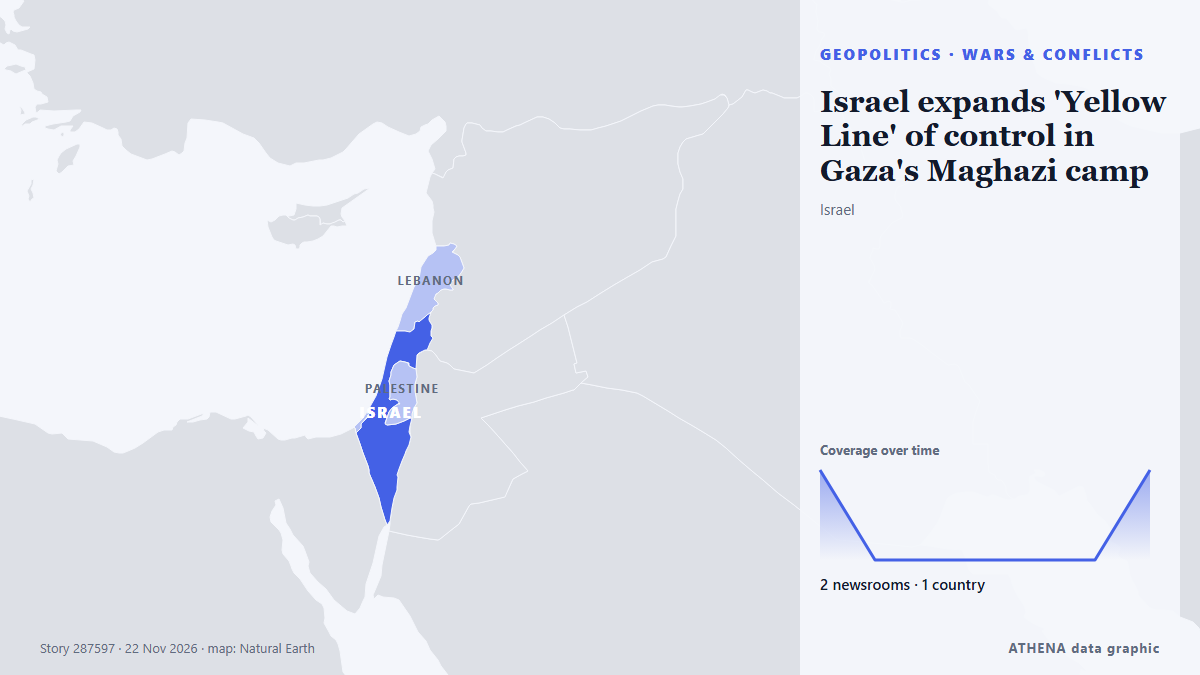 GEOPOLITICS · WARS & CONFLICTS
Israel expands 'Yellow
Line' of control in
Gaza's Maghazi camp
Israel
LEBANON
PALESTINE
ISRAEL
Coverage over time
2 newsrooms · 1 country
Story 287597 · 22 Nov 2026 · map: Natural Earth
ATHENA data graphic